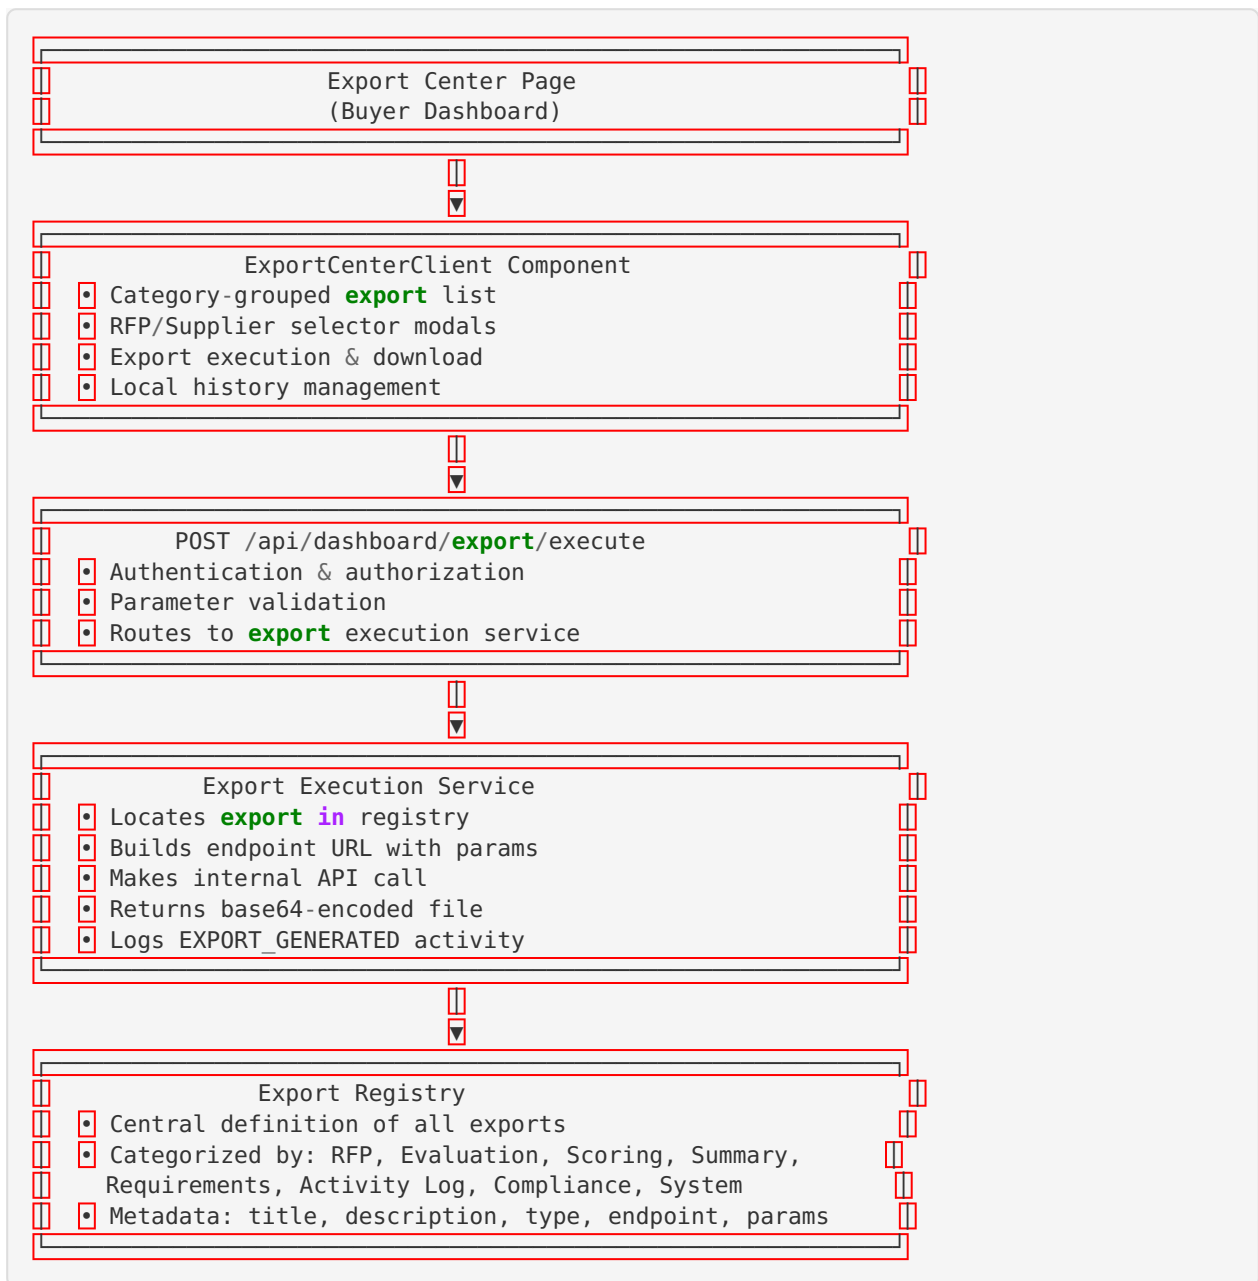 Export Center Page
(Buyer Dashboard)
ExportCenterClient Component
• Category-grouped export list
• RFP/Supplier selector modals
• Export execution & download
• Local history management
POST /api/dashboard/export/execute
• Authentication & authorization
• Parameter validation
• Routes to export execution service
Export Execution Service
• Locates export in registry
• Builds endpoint URL with params
• Makes internal API call
• Returns base64-encoded file
• Logs EXPORT_GENERATED activity
Export Registry
• Central definition of all exports
• Categorized by: RFP, Evaluation, Scoring, Summary,
Requirements, Activity Log, Compliance, System
• Metadata: title, description, type, endpoint, params